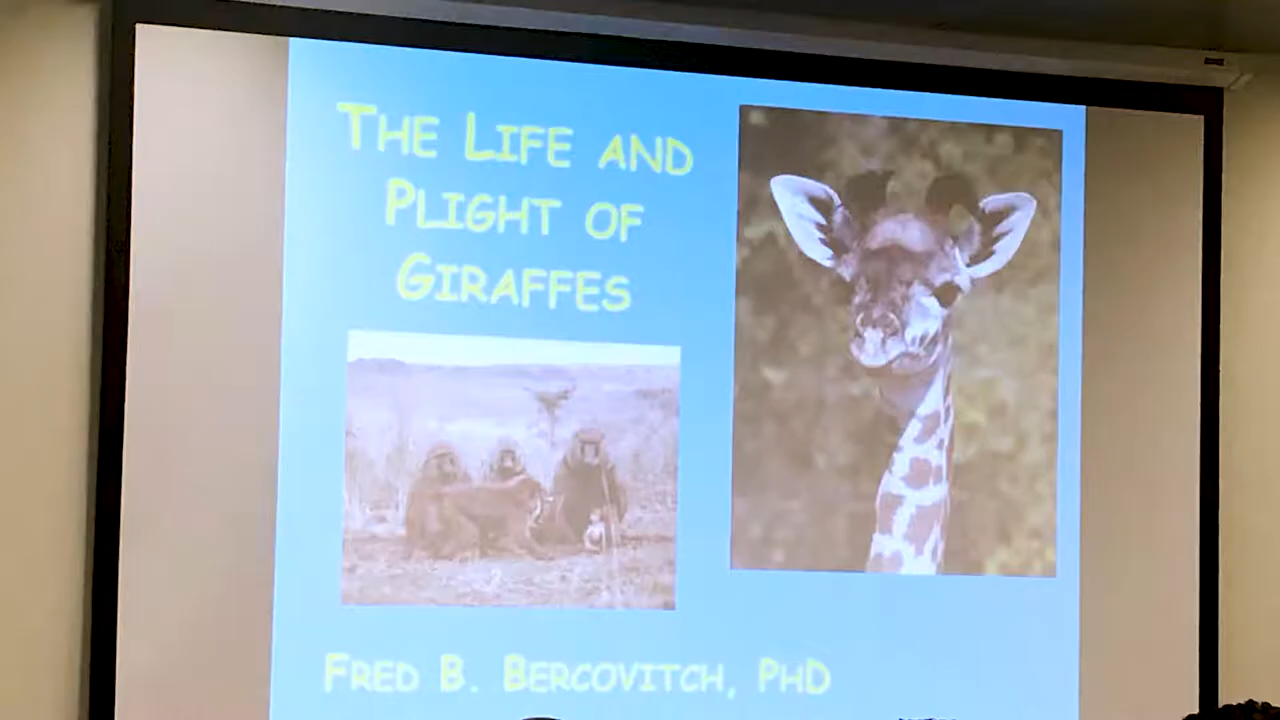 The Life and
Plight of
Giraffes
Fred B. Bercovitch, PhD